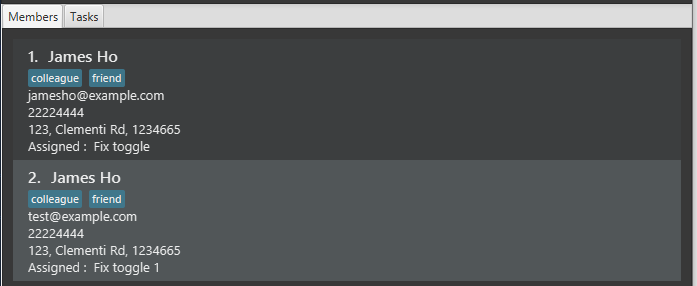 Members Tasks
1. James Ho
colleague friend
jamesho@example.com
22224444
123, Clementi Rd, 1234665
Assigned : Fix toggle
2. James Ho
colleague friend
test@example.com
22224444
123, Clementi Rd, 1234665
Assigned : Fix toggle 1